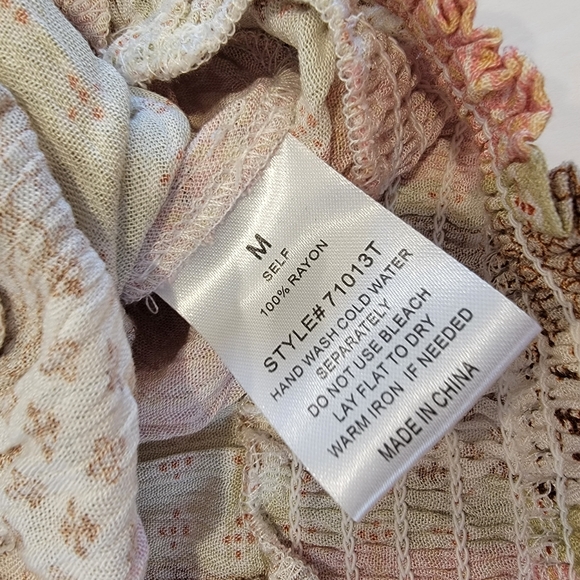 M
SELF
100% RAYON
STYLE# 71013T
HAND WASH COLD WATER
SEPARATELY
DO NOT USE BLEACH
LAY FLAT TO DRY
WARM IRON IF NEEDED
MADE IN CHINA